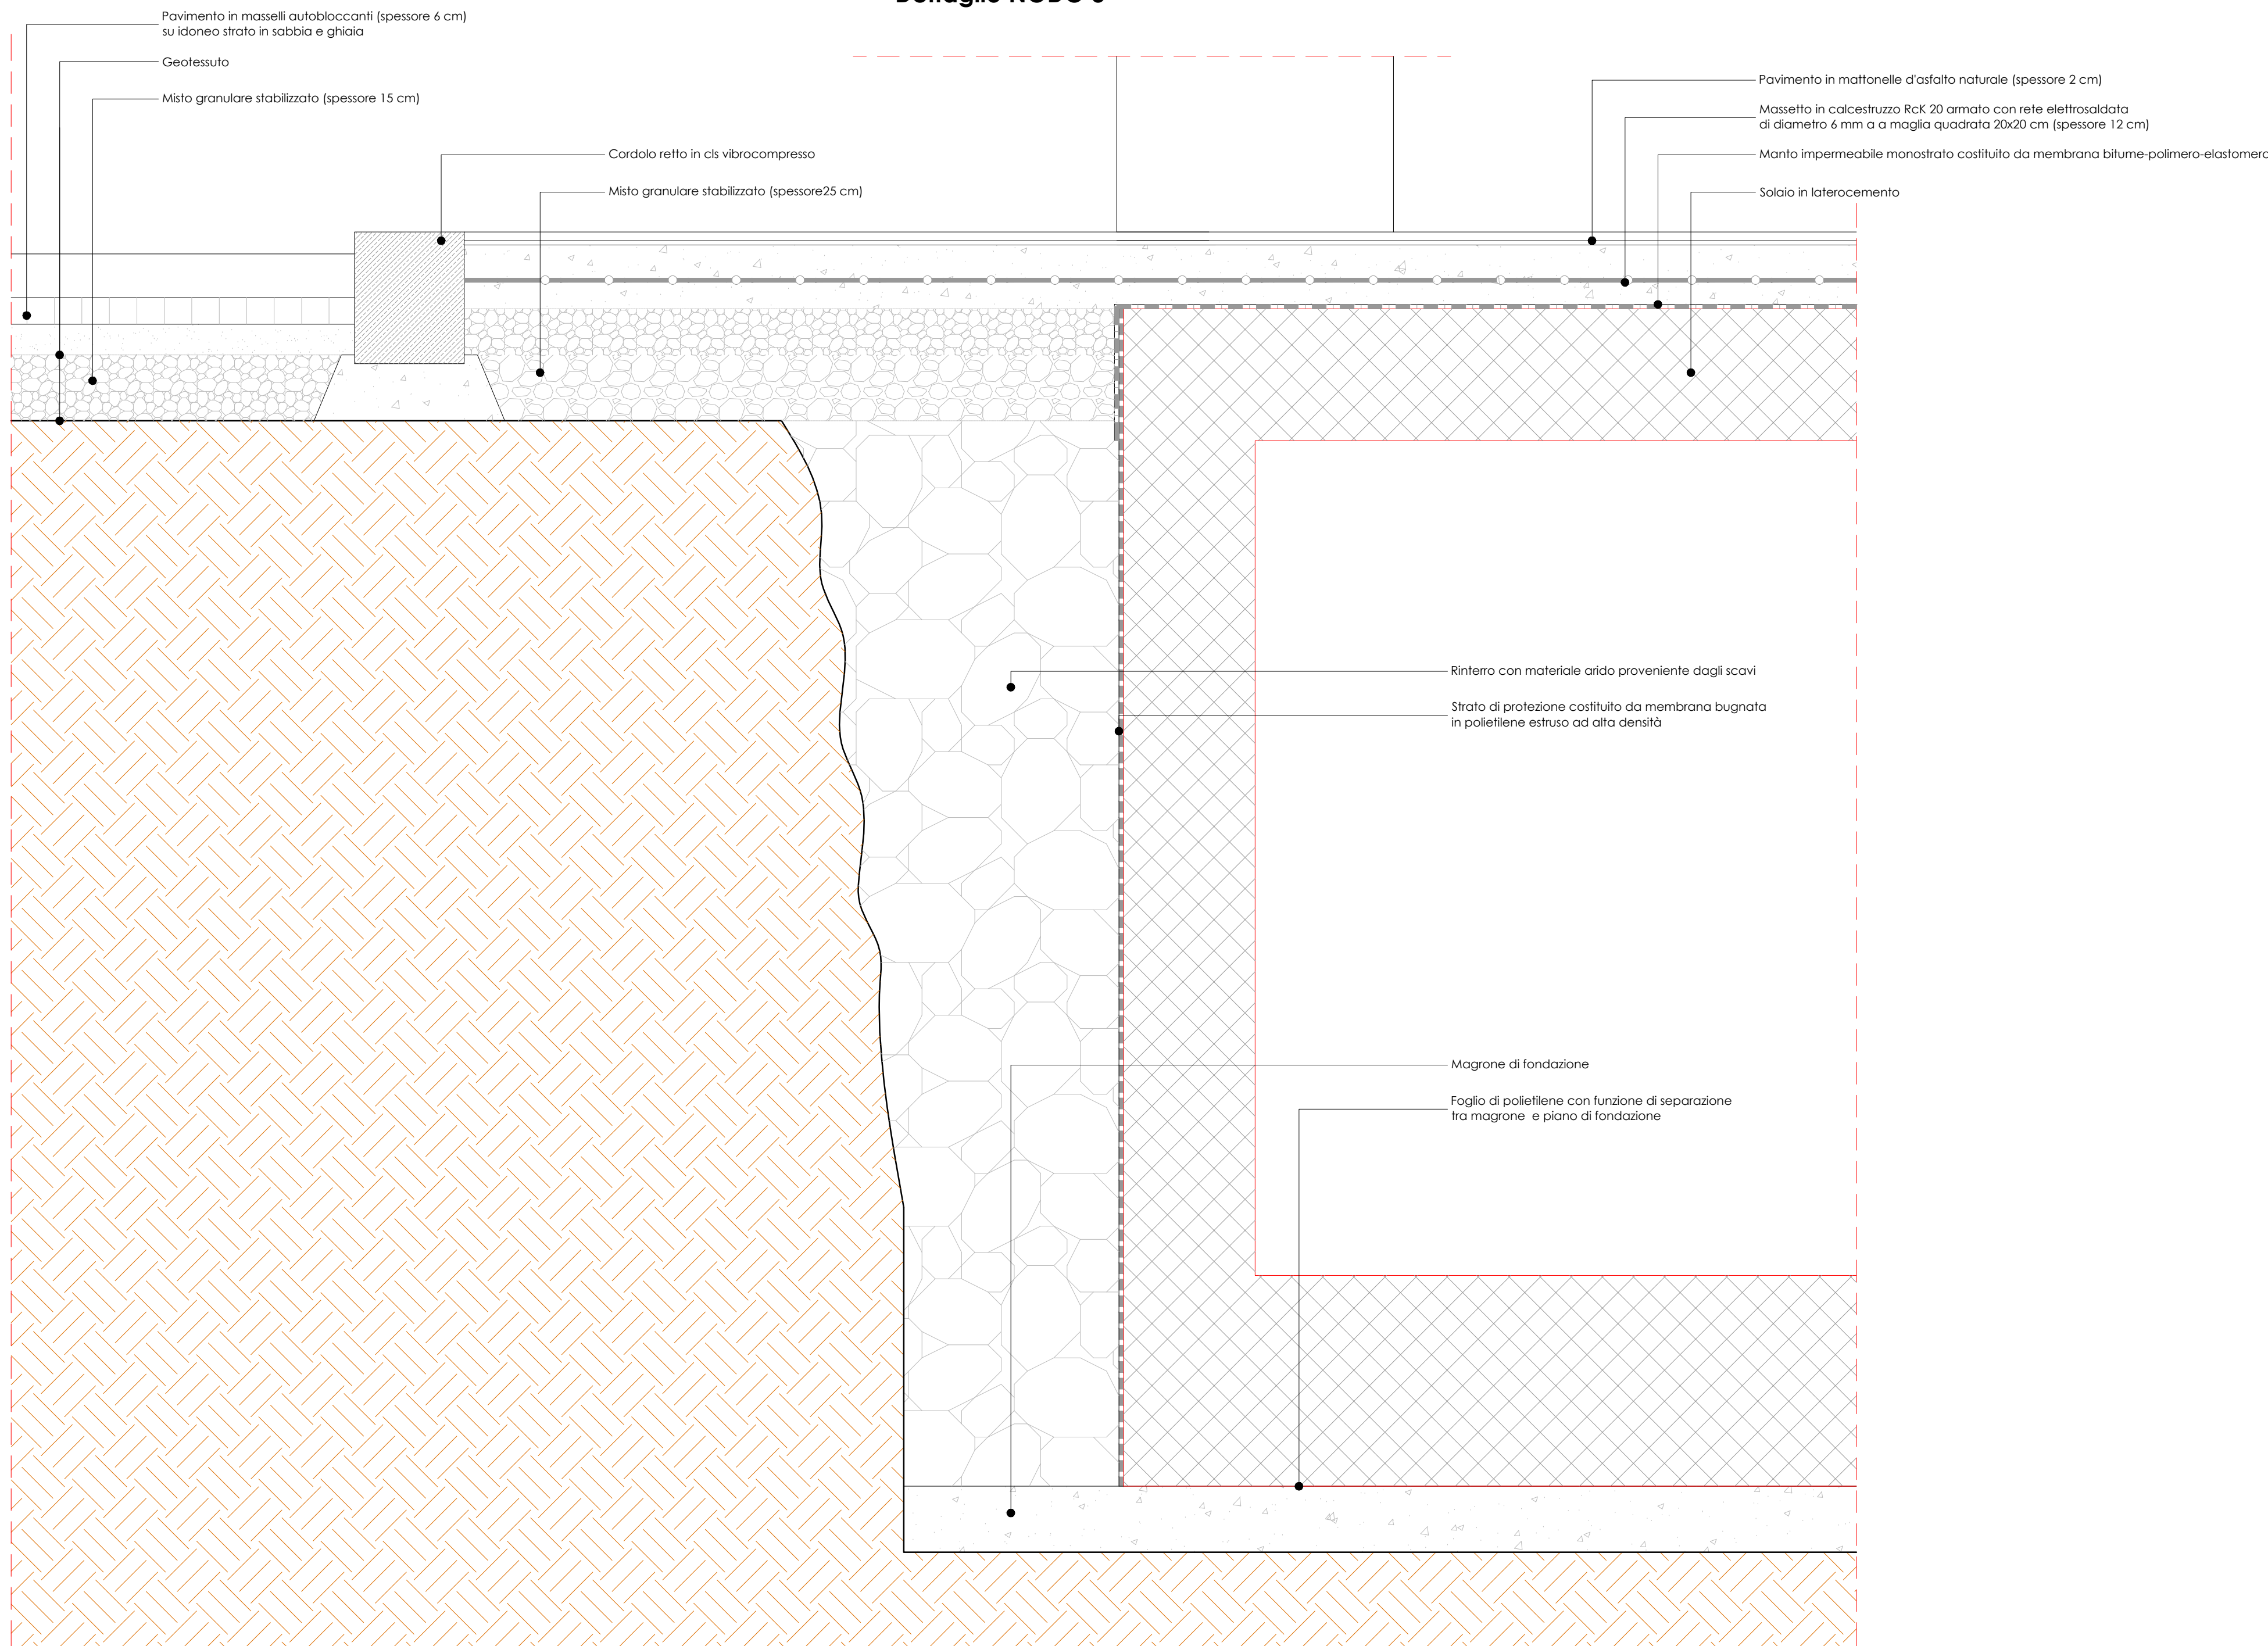 Pavimento in masselli autobloccanti (spessore 6 cm)
su idoneo strato in sabbia e ghiaia
Geotessuto
Misto granulare stabilizzato (spessore 15 cm)
Cordolo retto in cls vibrocompresso
Misto granulare stabilizzato (spessore25 cm)
Pavimento in mattonelle d'asfalto naturale (spessore 2 cm)
Massetto in calcestruzzo RcK 20 armato con rete elettrosaldata
di diametro 6 mm a a maglia quadrata 20x20 cm (spessore 12 cm)
Manto impermeabile monostrato costituito da membrana bitume-polimero-elastomero
Solaio in laterocemento
Rinterro con materiale arido proveniente dagli scavi
Strato di protezione costituito da membrana bugnata
in polietilene estruso ad alta densità
Magrone di fondazione
Foglio di polietilene con funzione di separazione
tra magrone e piano di fondazione